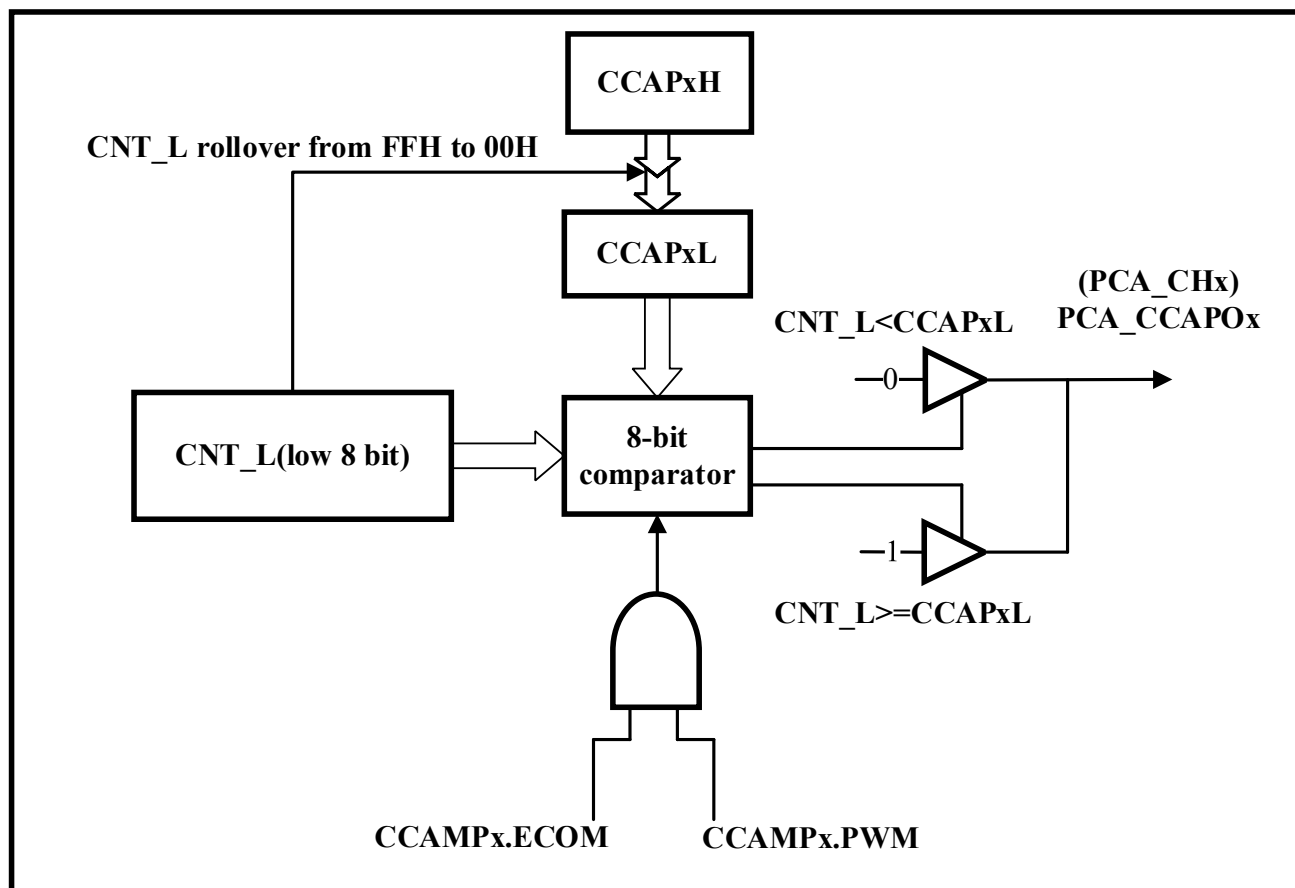 CCAPxH
CNT_L rollover from FFH to 00H
CCAPxL
(PCA_CHx)
PCA_CCAPOx
CNT_L<CCAPxL
0
CNT_L(low 8 bit)
8-bit
comparator
1
CNT_L>=CCAPxL
CCAMPx.ECOM
CCAMPx.PWM